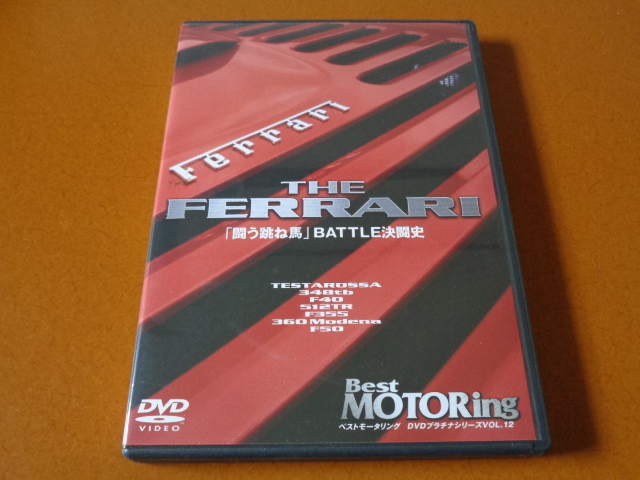 Ferrari
THE
FERRARI
「闘う跳ね馬」BATTLE決闘史
TESTAROSSA
348tb
F40
512TR
F355
360 Modena
F50
DVD
VIDEO
Best
MOTORing
ベストモータリング DVDプラチナシリーズVOL.12